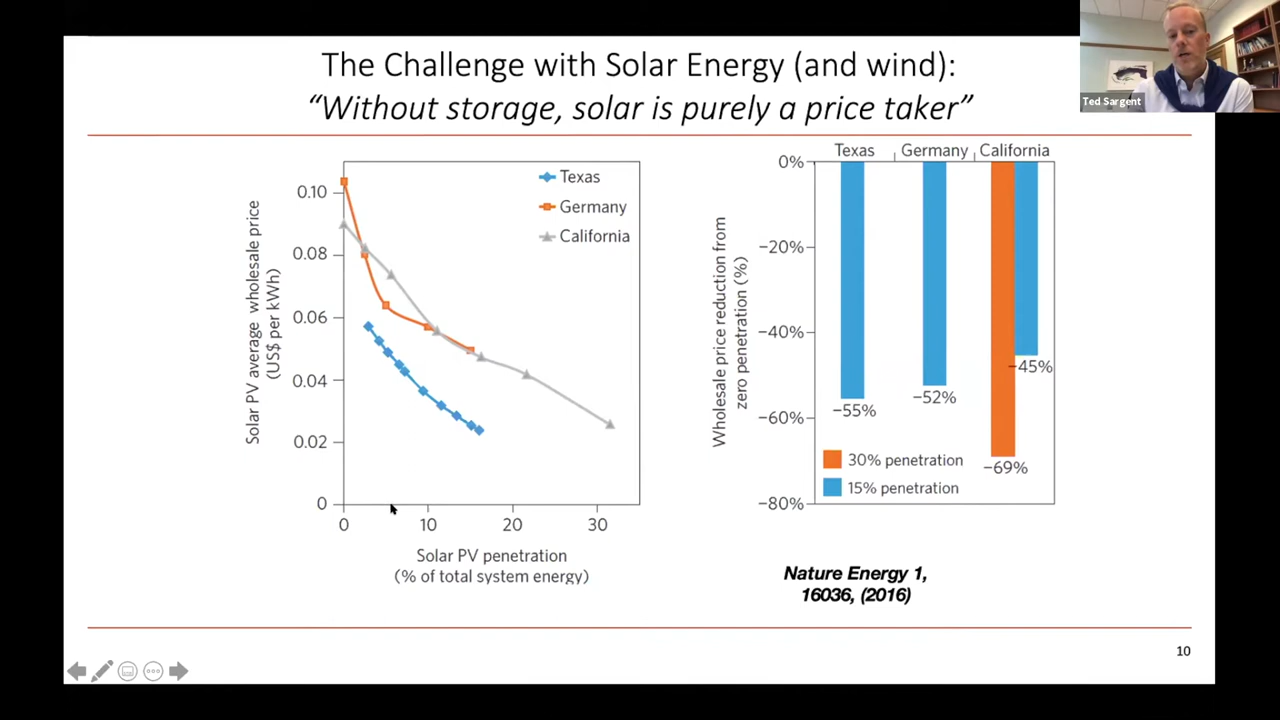 The Challenge with Solar Energy (and wind):
“Without storage, solar is purely a price taker”
Ted Sargent
Solar PV average wholesale price
(US$ per kWh)
0.10
0.08
0.06
0.04
0.02
0
0
10
20
30
Solar PV penetration
(% of total system energy)
Texas
Germany
California
Wholesale price reduction from
zero penetration (%)
Texas
Germany
California
0%
−20%
−40%
−60%
−80%
−55%
−52%
−69%
−45%
30% penetration
15% penetration
Nature Energy 1,
16036, (2016)
10